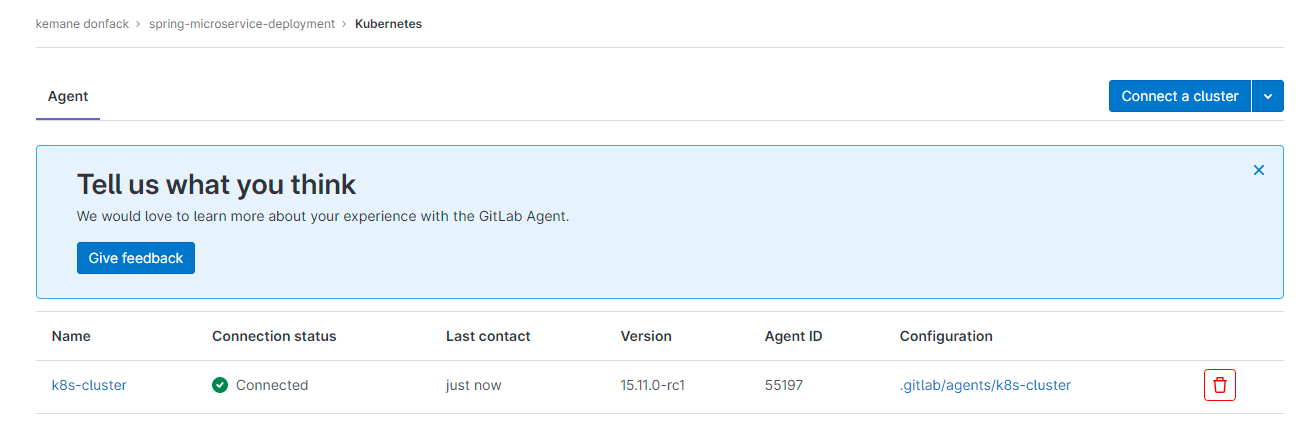 kemane donfack > spring-microservice-deployment > Kubernetes
Agent
Connect a cluster
Tell us what you think
We would love to learn more about your experience with the GitLab Agent.
Give feedback
Name Connection status Last contact Version Agent ID Configuration
k8s-cluster Connected just now 15.11.0-rc1 55197 .gitlab/agents/k8s-cluster